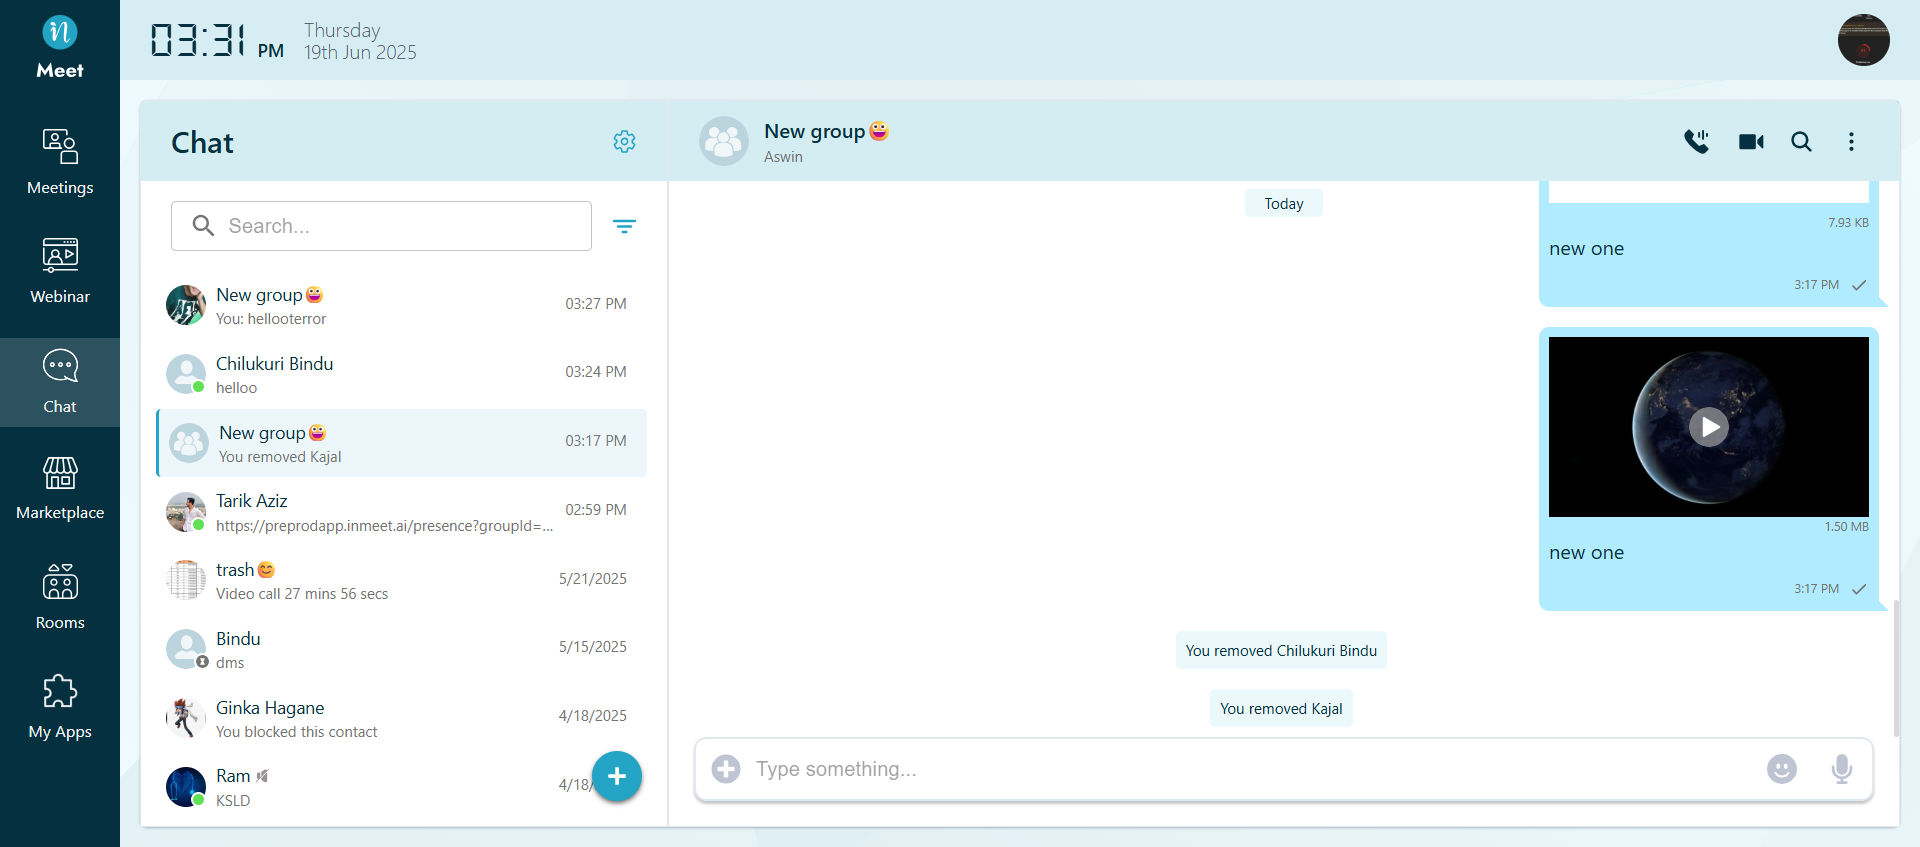 Meet
03:31 PM
Thursday
19th Jun 2025
Meetings
Webinar
Chat
Marketplace
Rooms
My Apps
Chat
Search...
New group😀
03:27 PM
You: hellooterror
Chilukuri Bindu
03:24 PM
helloo
New group😀
03:17 PM
You removed Kajal
Tarik Aziz
02:59 PM
https://preprodapp.inmeet.ai/presence?groupId=...
trash😊
5/21/2025
Video call 27 mins 56 secs
Bindu
5/15/2025
dms
Ginka Hagane
4/18/2025
You blocked this contact
Ram
4/18/
KSLD
New group😀
Aswin
Today
7.93 KB
new one
3:17 PM
1.50 MB
new one
3:17 PM
You removed Chilukuri Bindu
You removed Kajal
Type something...